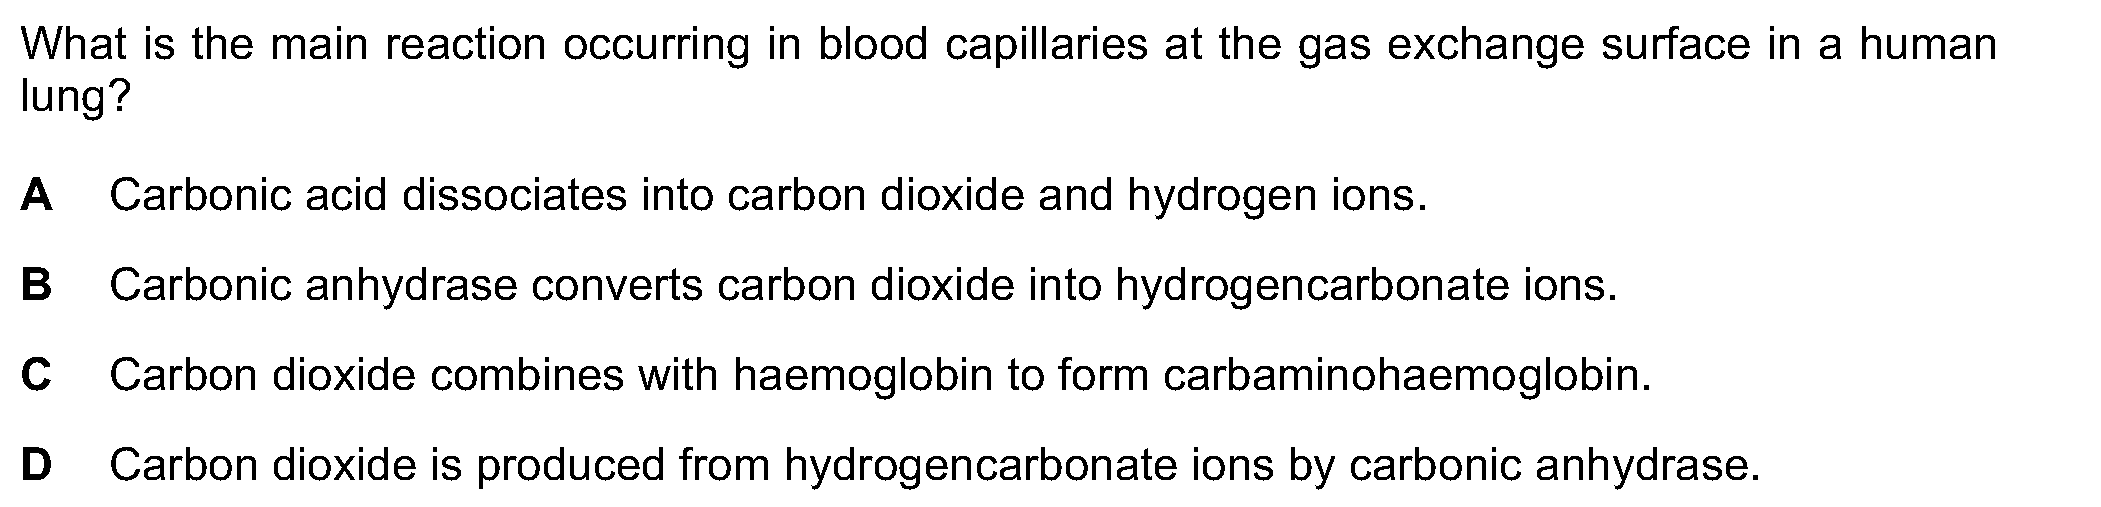 What is the main reaction occurring in blood capillaries at the gas exchange surface in a human
lung?
A Carbonic acid dissociates into carbon dioxide and hydrogen ions.
B Carbonic anhydrase converts carbon dioxide into hydrogencarbonate ions.
C Carbon dioxide combines with haemoglobin to form carbaminohaemoglobin.
D Carbon dioxide is produced from hydrogencarbonate ions by carbonic anhydrase.